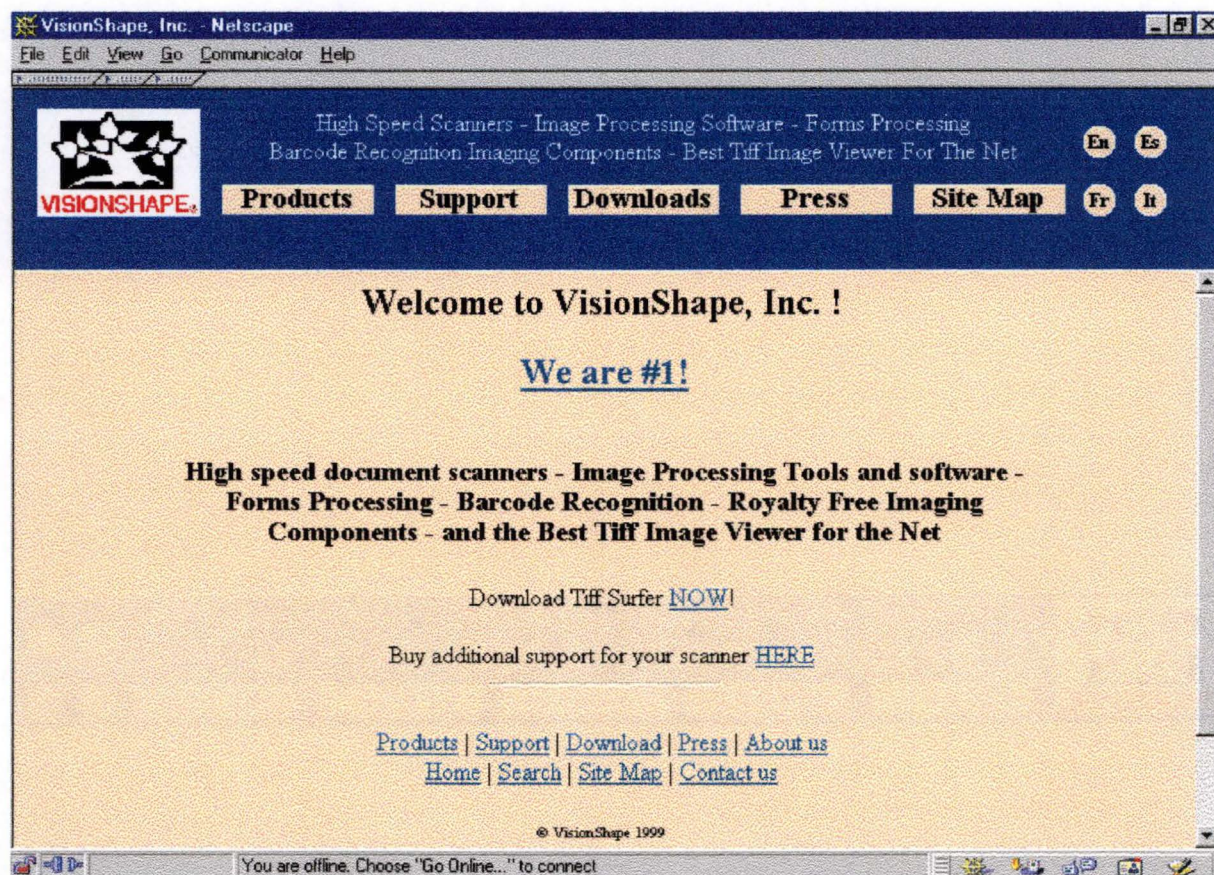 VisionShape, Inc. - Netscape
File Edit View Go Communicator Help
High Speed Scanners - Image Processing Software - Forms Processing
Barcode Recognition Imaging Components - Best Tiff Image Viewer For The Net
En Es
VISIONSHAPE
Products Support Downloads Press Site Map Fr It
Welcome to VisionShape, Inc. !
We are #1!
High speed document scanners - Image Processing Tools and software -
Forms Processing - Barcode Recognition - Royalty Free Imaging
Components - and the Best Tiff Image Viewer for the Net
Download Tiff Surfer NOW!
Buy additional support for your scanner HERE
Products | Support | Download | Press | About us
Home | Search | Site Map | Contact us
© VisionShape 1999
You are offline. Choose "Go Online..." to connect